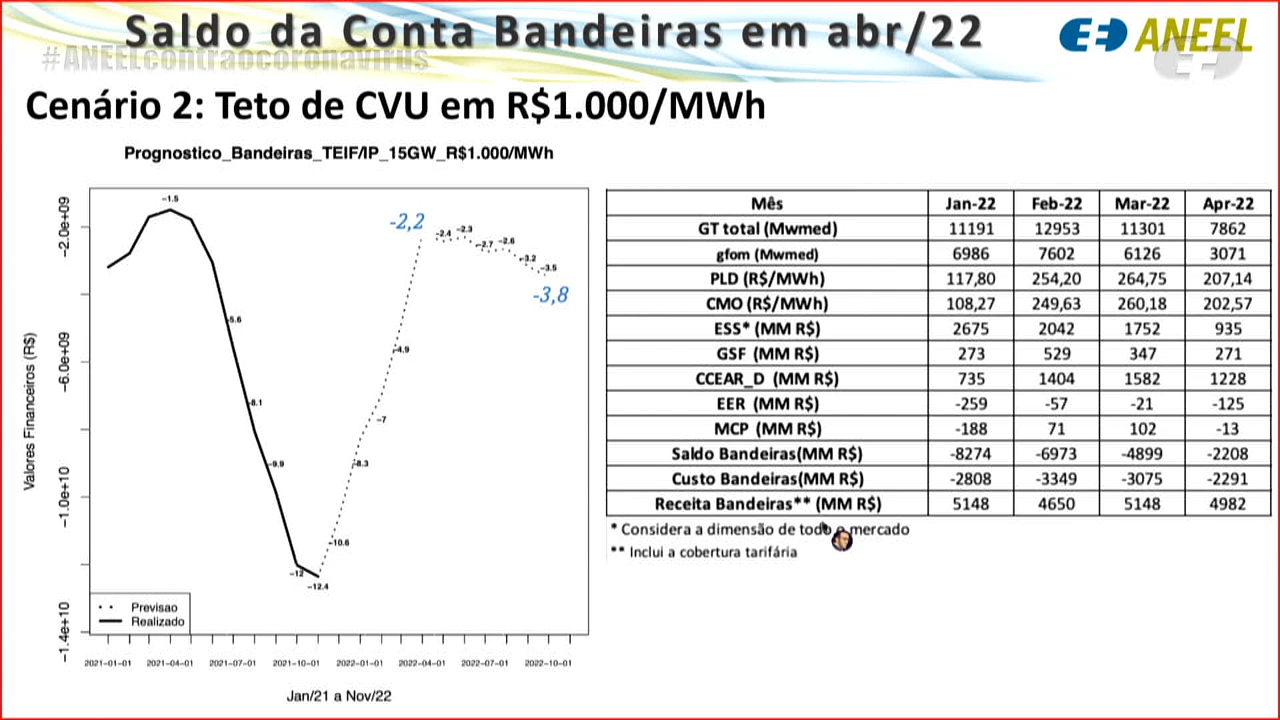 Saldo da Conta Bandeiras em abr/22
#ANEELcontraocoronavirus
ANEEL
Cenário 2: Teto de CVU em R$1.000/MWh
Prognostico_Bandeiras_TEIF/IP_15GW_R$1.000/MWh
Valores Financeiros (R$)
−2.0e+09
−6.0e+09
−1.0e+10
−1.4e+10
−1.5
-2,2
−2.4
−2.3
−2.7
−2.6
−3.2
−3.5
-3,8
−5.6
−4.9
−8.1
−7
−9.9
−8.3
−10.6
−12
−12.4
Previsao
Realizado
2021−01−01 2021−04−01 2021−07−01 2021−10−01 2022−01−01 2022−04−01 2022−07−01 2022−10−01
Jan/21 a Nov/22
Mês Jan-22 Feb-22 Mar-22 Apr-22
GT total (Mwmed) 11191 12953 11301 7862
gfom (Mwmed) 6986 7602 6126 3071
PLD (R$/MWh) 117,80 254,20 264,75 207,14
CMO (R$/MWh) 108,27 249,63 260,18 202,57
ESS* (MM R$) 2675 2042 1752 935
GSF (MM R$) 273 529 347 271
CCEAR_D (MM R$) 735 1404 1582 1228
EER (MM R$) -259 -57 -21 -125
MCP (MM R$) -188 71 102 -13
Saldo Bandeiras(MM R$) -8274 -6973 -4899 -2208
Custo Bandeiras(MM R$) -2808 -3349 -3075 -2291
Receita Bandeiras** (MM R$) 5148 4650 5148 4982
* Considera a dimensão de todo o mercado
** Inclui a cobertura tarifária